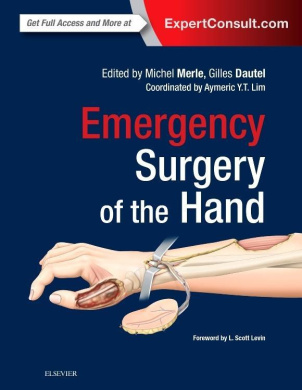 Get Full Access and More at
ExpertConsult.com
Edited by Michel Merle, Gilles Dautel
Coordinated by Aymeric Y.T. Lim
Emergency
Surgery
of the Hand
Foreword by L. Scott Levin
ELSEVIER